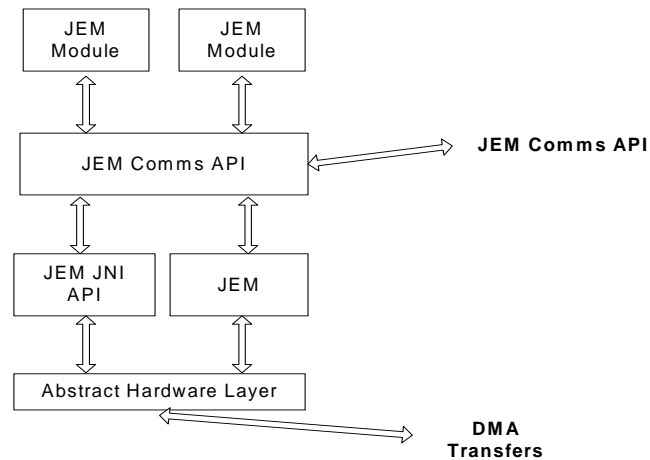 JEM
Module
JEM
Module
JEM Comms API
JEM Comms API
JEM JNI
API
JEM
Abstract Hardware Layer
DMA
Transfers